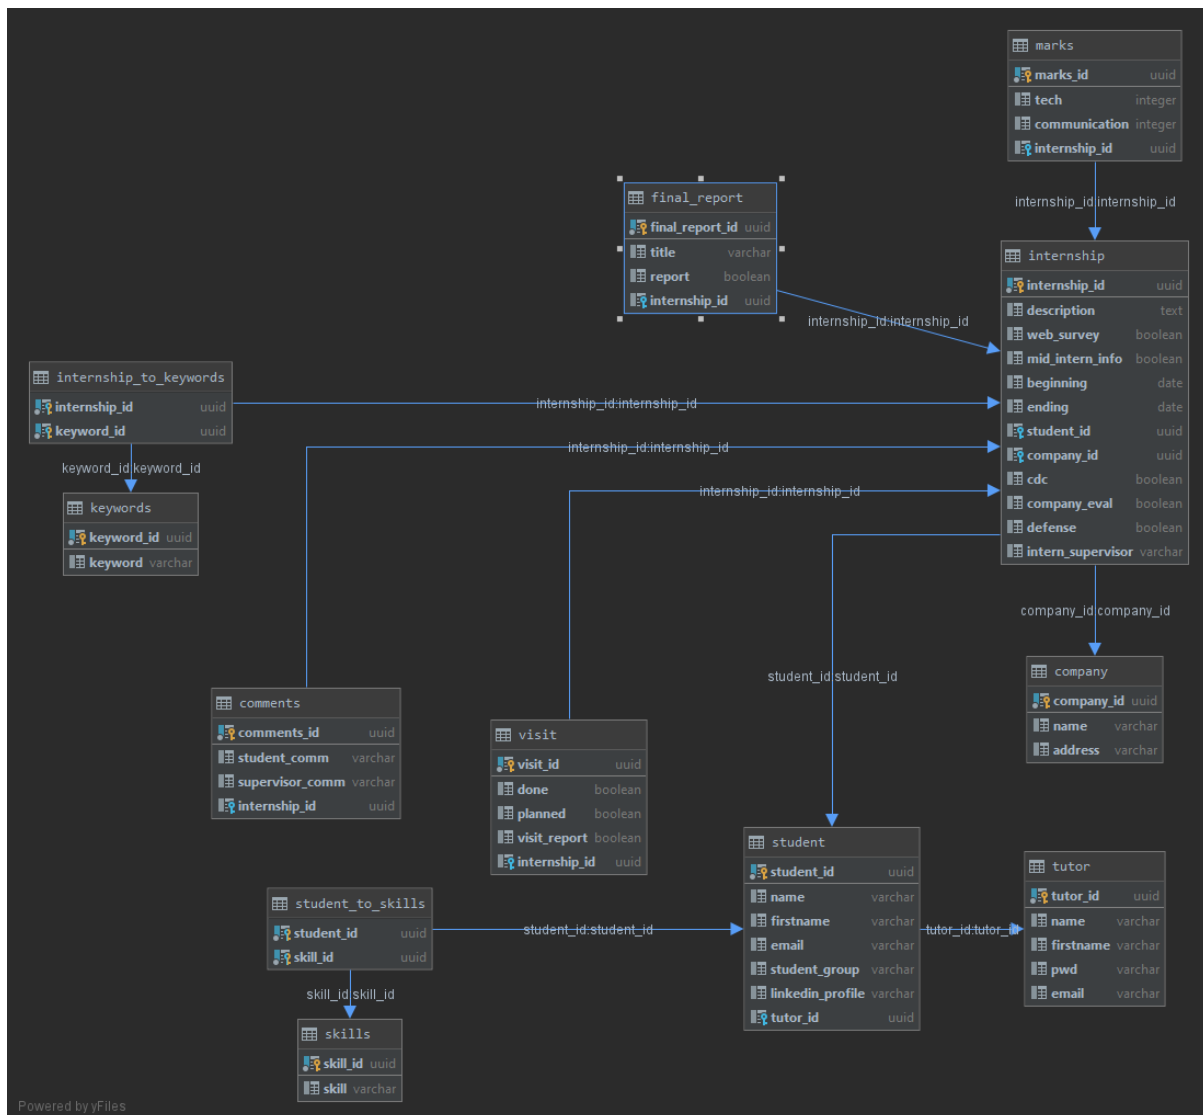 marks
marks_id uuid
tech integer
communication integer
internship_id uuid
internship_id:internship_id
final_report
final_report_id uuid
title varchar
report boolean
internship_id uuid
internship_id:internship_id
internship
internship_id uuid
description text
web_survey boolean
mid_intern_info boolean
beginning date
ending date
student_id uuid
company_id uuid
cdc boolean
company_eval boolean
defense boolean
intern_supervisor varchar
internship_to_keywords
internship_id uuid
keyword_id uuid
internship_id:internship_id
keyword_id:keyword_id
keywords
keyword_id uuid
keyword varchar
internship_id:internship_id
internship_id:internship_id
company_id:company_id
company
company_id uuid
name varchar
address varchar
student_id:student_id
comments
comments_id uuid
student_comm varchar
supervisor_comm varchar
internship_id uuid
visit
visit_id uuid
done boolean
planned boolean
visit_report boolean
internship_id uuid
student
student_id uuid
name varchar
firstname varchar
email varchar
student_group varchar
linkedin_profile varchar
tutor_id uuid
tutor_id:tutor_id
tutor
tutor_id uuid
name varchar
firstname varchar
pwd varchar
email varchar
student_to_skills
student_id uuid
skill_id uuid
student_id:student_id
skill_id:skill_id
skills
skill_id uuid
skill varchar
Powered by yFiles